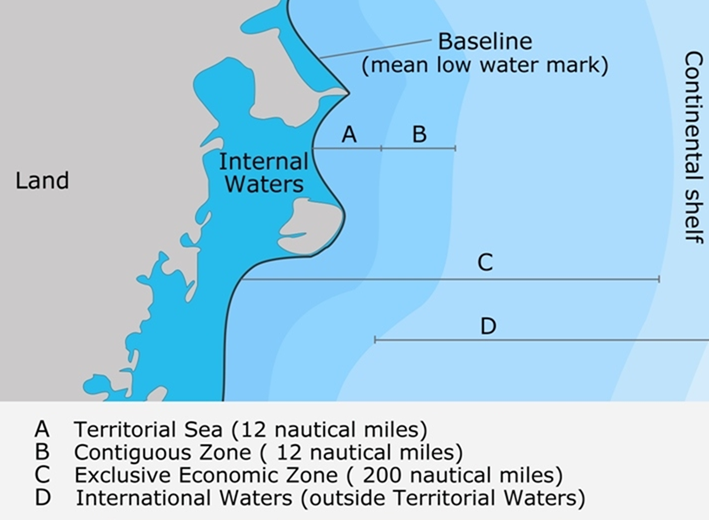 Baseline
(mean low water mark)
Continental shelf
A
B
Internal
Waters
Land
C
D
A Territorial Sea (12 nautical miles)
B Contiguous Zone ( 12 nautical miles)
C Exclusive Economic Zone ( 200 nautical miles)
D International Waters (outside Territorial Waters)